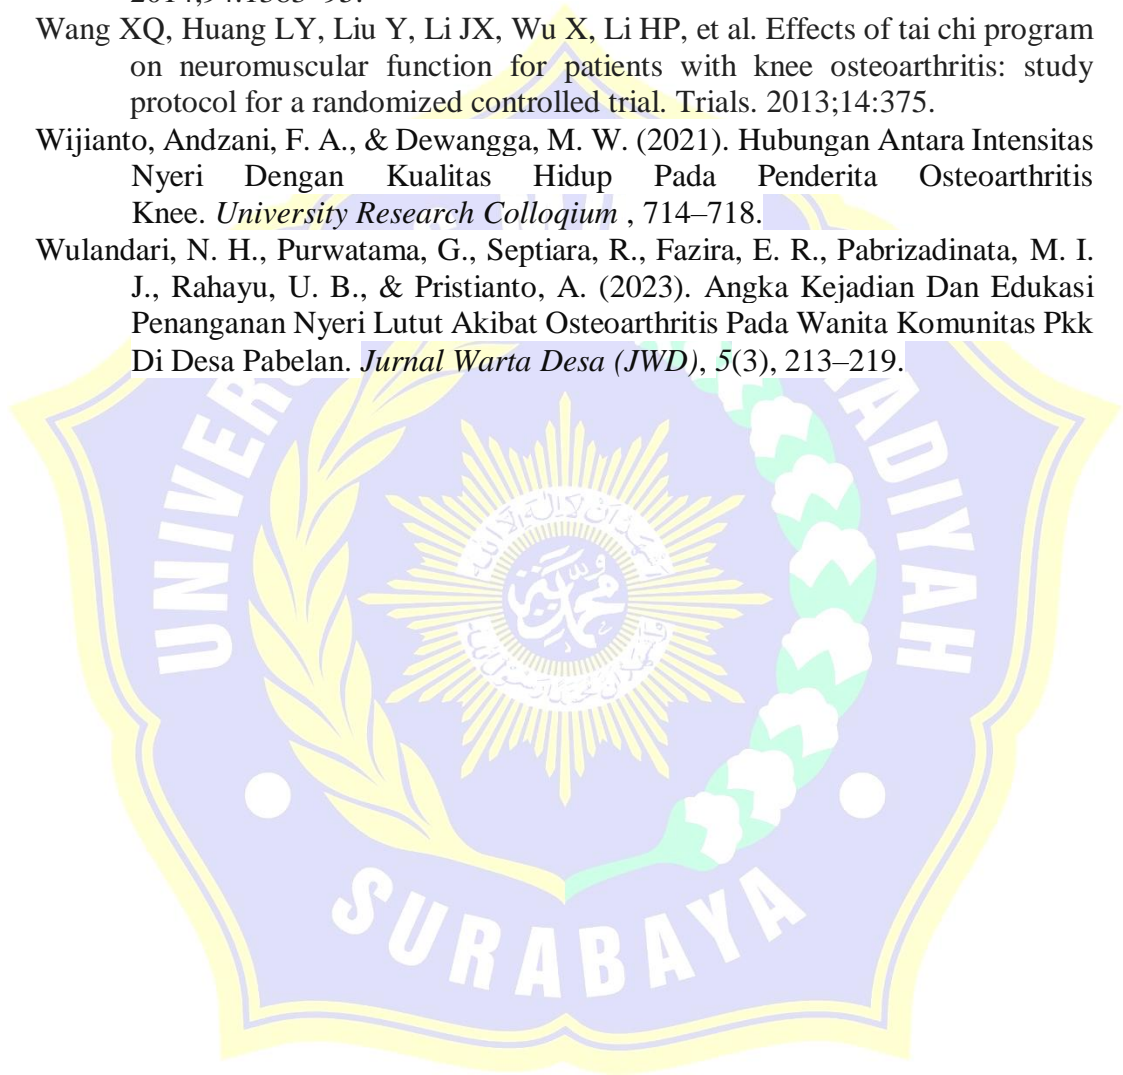 2014;94:1383–95.
Wang XQ, Huang LY, Liu Y, Li JX, Wu X, Li HP, et al. Effects of tai chi program
on neuromuscular function for patients with knee osteoarthritis: study
protocol for a randomized controlled trial. Trials. 2013;14:375.
Wijianto, Andzani, F. A., & Dewangga, M. W. (2021). Hubungan Antara Intensitas
Nyeri Dengan Kualitas Hidup Pada Penderita Osteoarthritis
Knee. University Research Colloqium , 714–718.
Wulandari, N. H., Purwatama, G., Septiara, R., Fazira, E. R., Pabrizadinata, M. I.
J., Rahayu, U. B., & Pristianto, A. (2023). Angka Kejadian Dan Edukasi
Penanganan Nyeri Lutut Akibat Osteoarthritis Pada Wanita Komunitas Pkk
Di Desa Pabelan. Jurnal Warta Desa (JWD), 5(3), 213–219.
SURABAYA